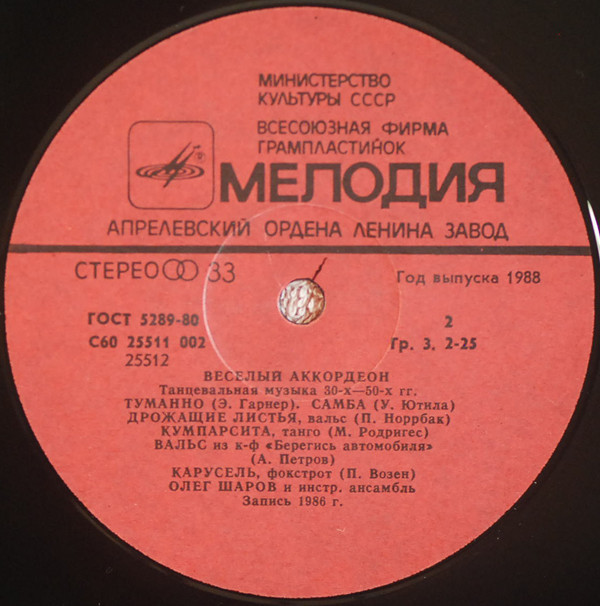 МИНИСТЕРСТВО
КУЛЬТУРЫ СССР
ВСЕСОЮЗНАЯ ФИРМА
ГРАМПЛАСТИНОК
®
МЕЛОДИЯ
АПРЕЛЕВСКИЙ ОРДЕНА ЛЕНИНА ЗАВОД
СТЕРЕО 33
Год выпуска 1988
ГОСТ 5289-80
2
С60 25511 002
Гр. 3. 2-25
25512
ВЕСЕЛЫЙ АККОРДЕОН
Танцевальная музыка 30-х—50-х гг.
ТУМАННО (Э. Гарнер). САМБА (У. Ютила)
ДРОЖАЩИЕ ЛИСТЬЯ, вальс (П. Норрбак)
КУМПАРСИТА, танго (М. Родригес)
ВАЛЬС из к-ф «Берегись автомобиля»
(А. Петров)
КАРУСЕЛЬ, фокстрот (П. Возен)
ОЛЕГ ШАРОВ и инстр. ансамбль
Запись 1986 г.